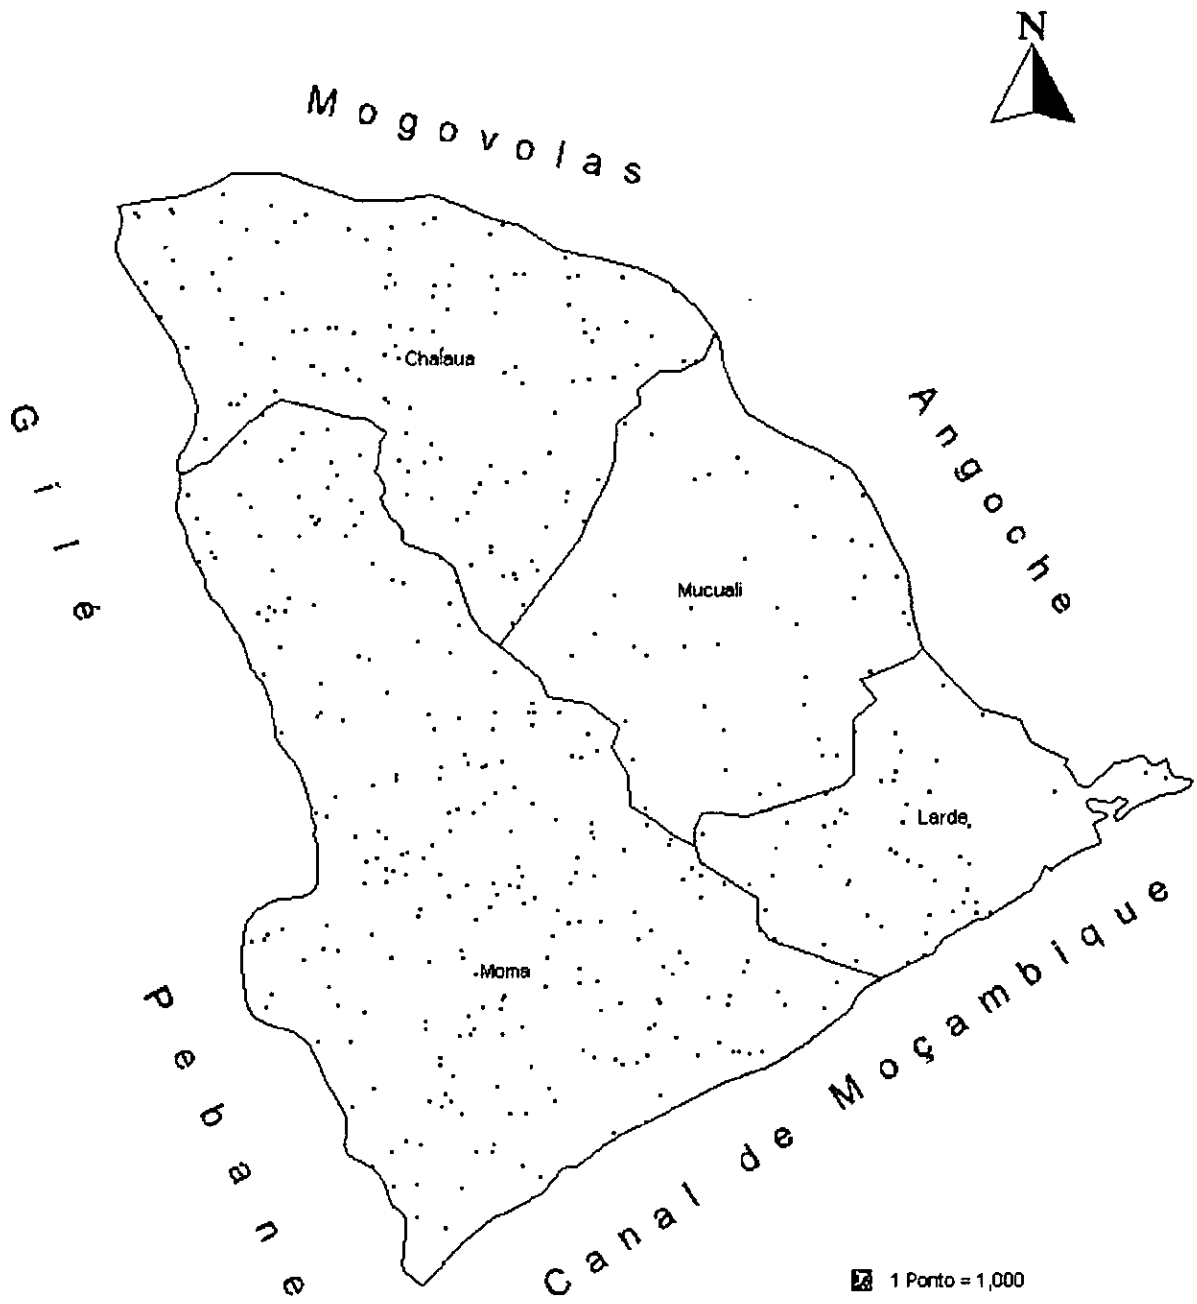 N
Mogovolas
Chalaua
Angoche
Gilé
Mucuali
Larde
Moma
Pebane
Canal de Moçambique
1 Ponto = 1,000